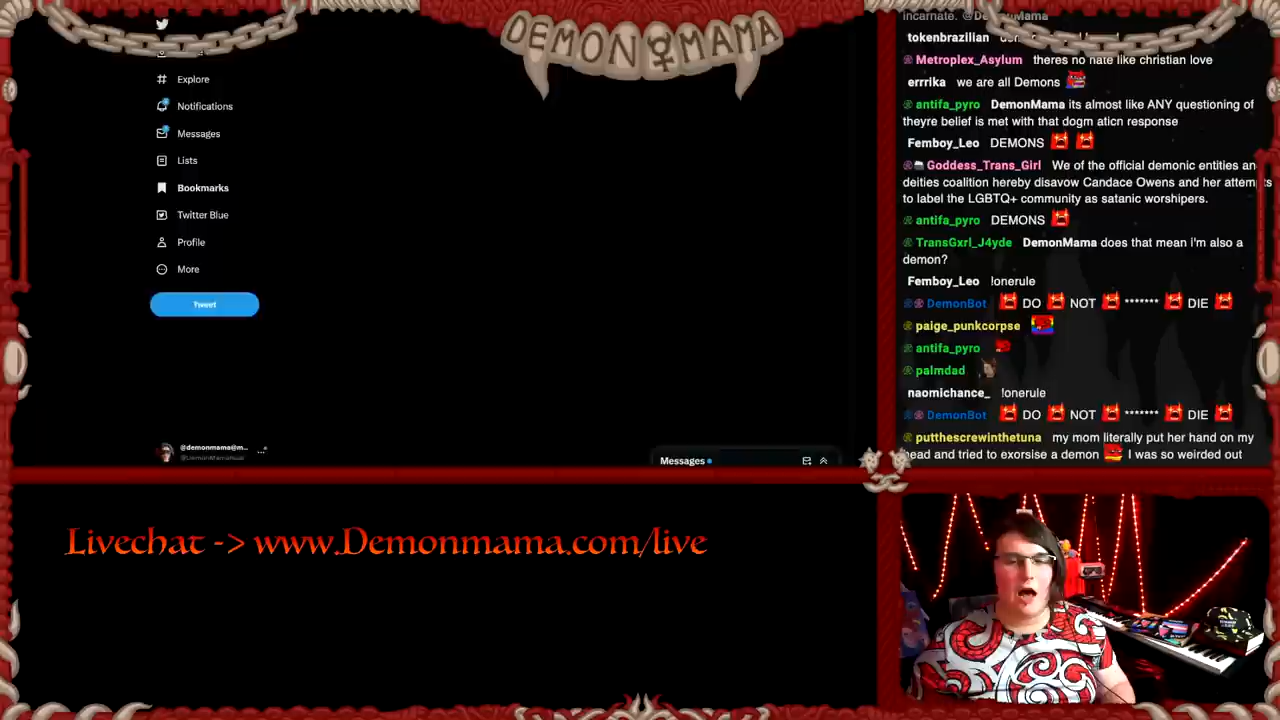 DEMON MAMA
Explore
Notifications
Messages
Lists
Bookmarks
Twitter Blue
Profile
More
Tweet
@demonmama@m...
Messages
Livechat -> www.Demonmama.com/live
incarnate.
tokenbrazilian
Metroplex_Asylum theres no hate like christian love
errrika we are all Demons
antifa_pyro DemonMama its almost like ANY questioning of
theyre belief is met with that dogm aticn response
Femboy_Leo DEMONS
Goddess_Trans_Girl We of the official demonic entities and
deities coalition hereby disavow Candace Owens and her attempts
to label the LGBTQ+ community as satanic worshipers.
antifa_pyro DEMONS
TransGxrl_J4yde DemonMama does that mean i'm also a
demon?
Femboy_Leo !onerule
DemonBot DO NOT ******* DIE
paige_punkcorpse
antifa_pyro
palmdad
naomichance_ !onerule
DemonBot DO NOT ******* DIE
putthescrewinthetuna my mom literally put her hand on my
head and tried to exorsise a demon I was so weirded out